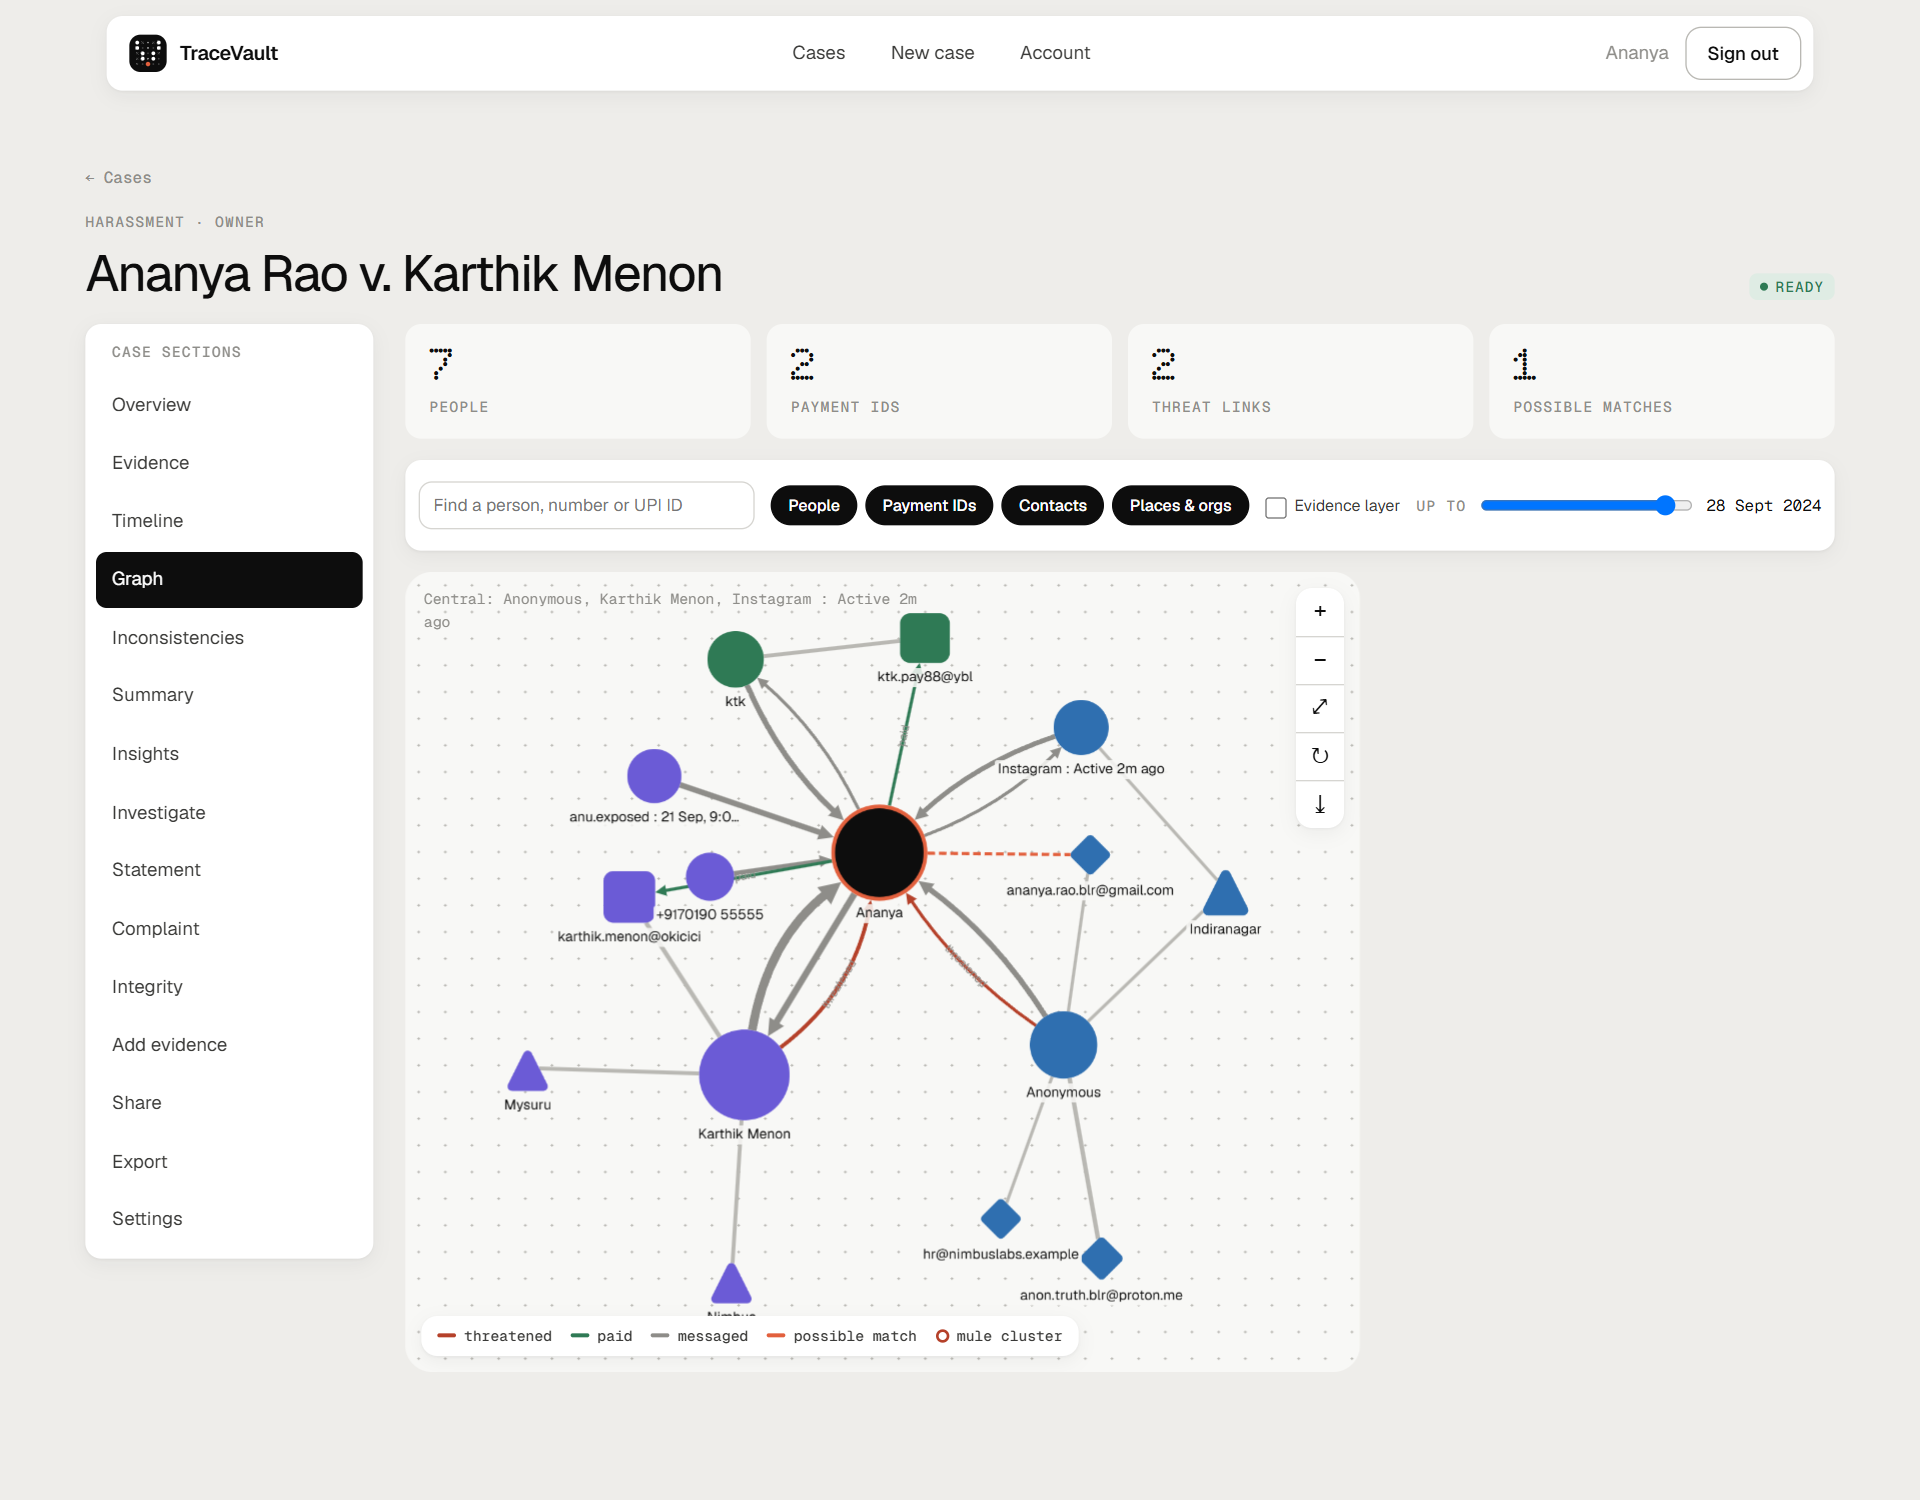 TraceVault
Cases
New case
Account
Ananya
Sign out
← Cases
HARASSMENT · OWNER
Ananya Rao v. Karthik Menon
READY
CASE SECTIONS
Overview
Evidence
Timeline
Graph
Inconsistencies
Summary
Insights
Investigate
Statement
Complaint
Integrity
Add evidence
Share
Export
Settings
7
PEOPLE
2
PAYMENT IDS
2
THREAT LINKS
1
POSSIBLE MATCHES
Find a person, number or UPI ID
People
Payment IDs
Contacts
Places & orgs
Evidence layer
UP TO
28 Sept 2024
Central: Anonymous, Karthik Menon, Instagram : Active 2m
ago
ktk
ktk.pay88@ybl
paid
Instagram : Active 2m ago
anu.exposed : 21 Sep, 9:0...
ananya.rao.blr@gmail.com
+9170190 55555
paid
karthik.menon@okicici
Ananya
Indiranagar
threatened
threatened
Mysuru
Karthik Menon
Anonymous
hr@nimbuslabs.example
anon.truth.blr@proton.me
Nimbus
threatened
paid
messaged
possible match
mule cluster